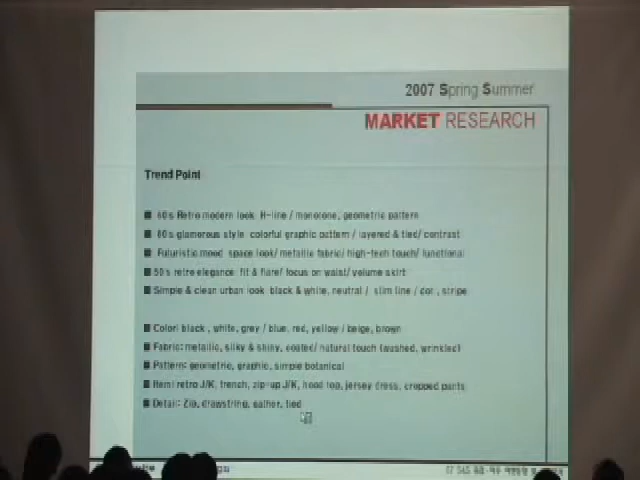 2007 Spring Summer
MARKET RESEARCH
Trend Point
60's Retro modern look H-line / monotone, geometric pattern
60's glamorous style colorful graphic pattern / layered & tied/ contrast
Futuristic mood space look/ metallic fabric/ high-tech touch/ functional
50's retro elegance fit & flare/ focus on waist/ volume skirt
Simple & clean urban look black & white, neutral / slim line / dot , stripe
Color: black , white, grey / blue, red, yellow / beige, brown
Fabric: metallic, silky & shiny, coated/ natural touch (washed, wrinkled)
Pattern: geometric, graphic, simple botanical
Item: retro J/K, trench, zip-up J/K, hood top, jersey dress, cropped pants
Detail: Zip, drawstring, gather, tied
07 S&S